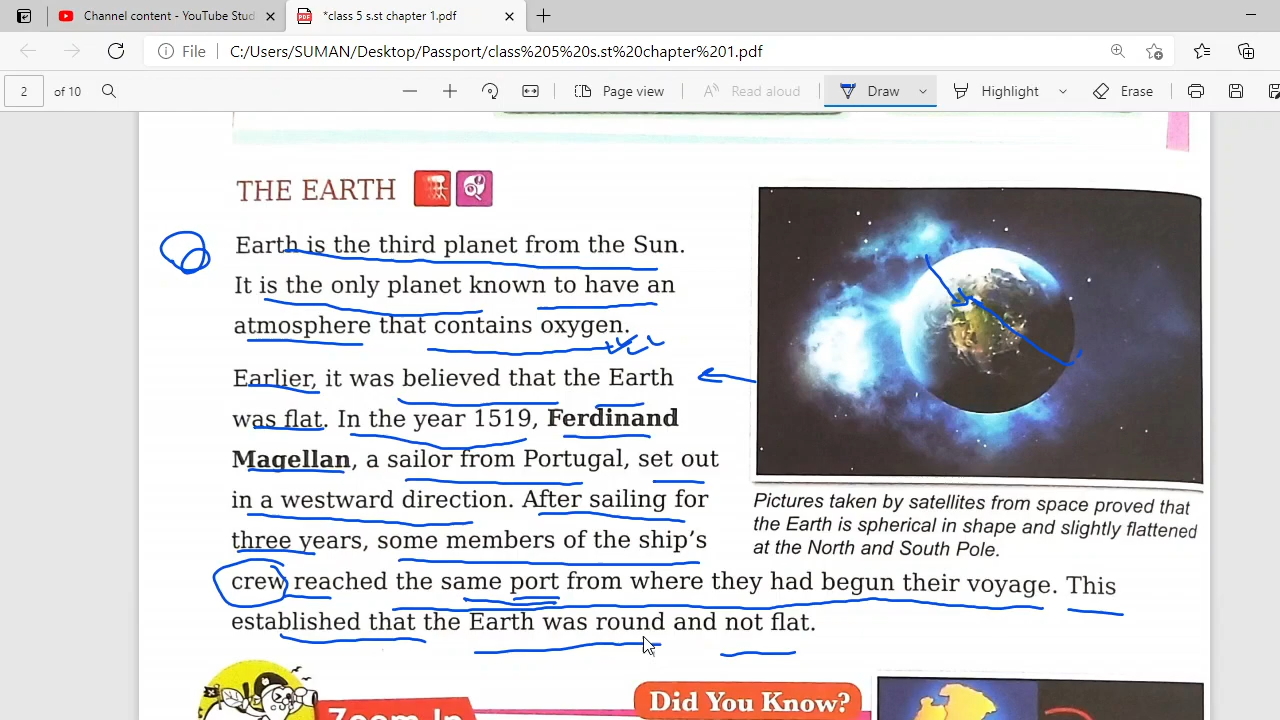 Channel content - YouTube Stud
*class 5 s.st chapter 1.pdf
File
C:/Users/SUMAN/Desktop/Passport/class%205%20s.st%20chapter%201.pdf
2 of 10
Page view
Read aloud
Draw
Highlight
Erase
THE EARTH
Earth is the third planet from the Sun.
It is the only planet known to have an
atmosphere that contains oxygen.
Earlier, it was believed that the Earth
was flat. In the year 1519, Ferdinand
Magellan, a sailor from Portugal, set out
in a westward direction. After sailing for
three years, some members of the ship's
crew reached the same port from where they had begun their voyage. This
established that the Earth was round and not flat.
Pictures taken by satellites from space proved that
the Earth is spherical in shape and slightly flattened
at the North and South Pole.
Zoom In
Did You Know?